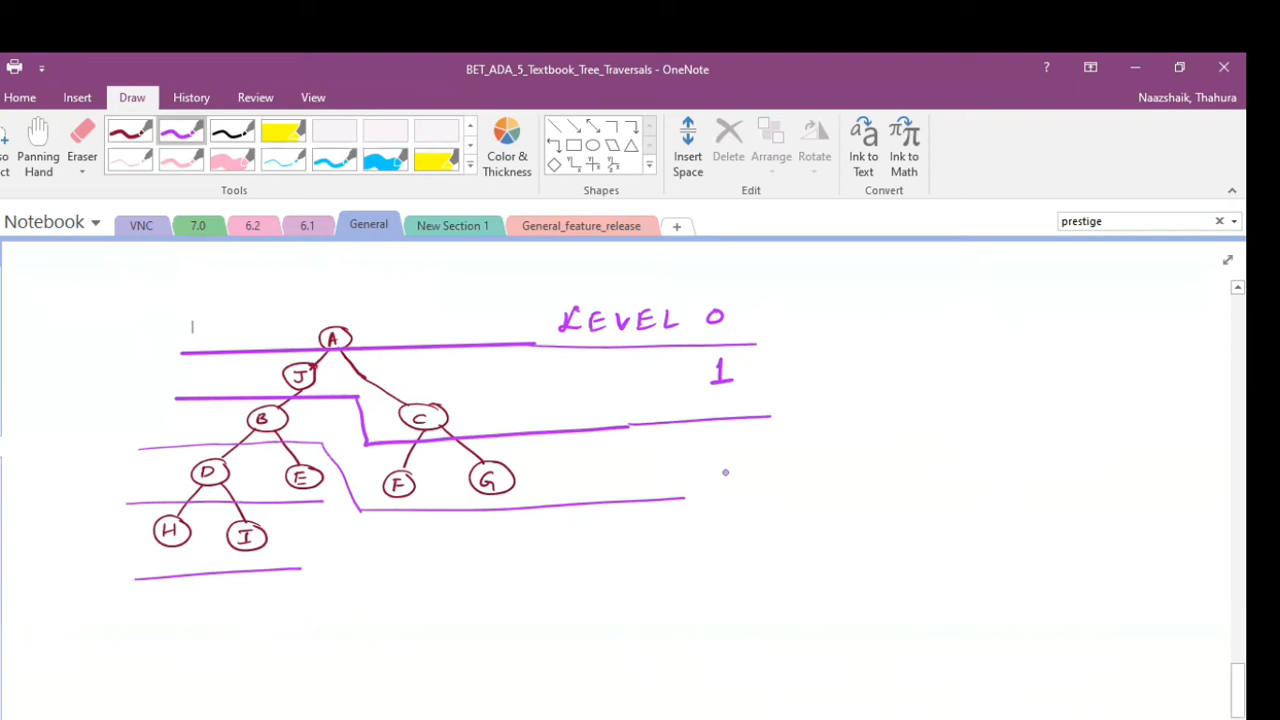 BET_ADA_5_Textbook_Tree_Traversals - OneNote
?
Home Insert Draw History Review View
Naazshaik, Thahura
Panning Hand
Eraser
Color & Thickness
Insert Space
Delete
Arrange
Rotate
Ink to Text
Ink to Math
Tools
Shapes
Edit
Convert
Notebook
VNC 7.0 6.2 6.1 General New Section 1 General_feature_release +
prestige
LEVEL 0
A
J
1
B C
D E F G
H I